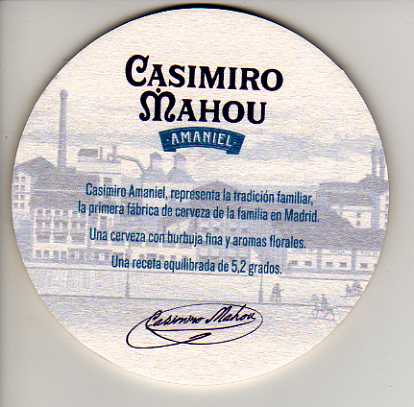 CASIMIRO
MAHOU
·AMANIEL·
Casimiro Amaniel, representa la tradición familiar,
la primera fábrica de cerveza de la familia en Madrid.
Una cerveza con burbuja fina y aromas florales.
Una receta equilibrada de 5,2 grados.
Casimiro Mahou